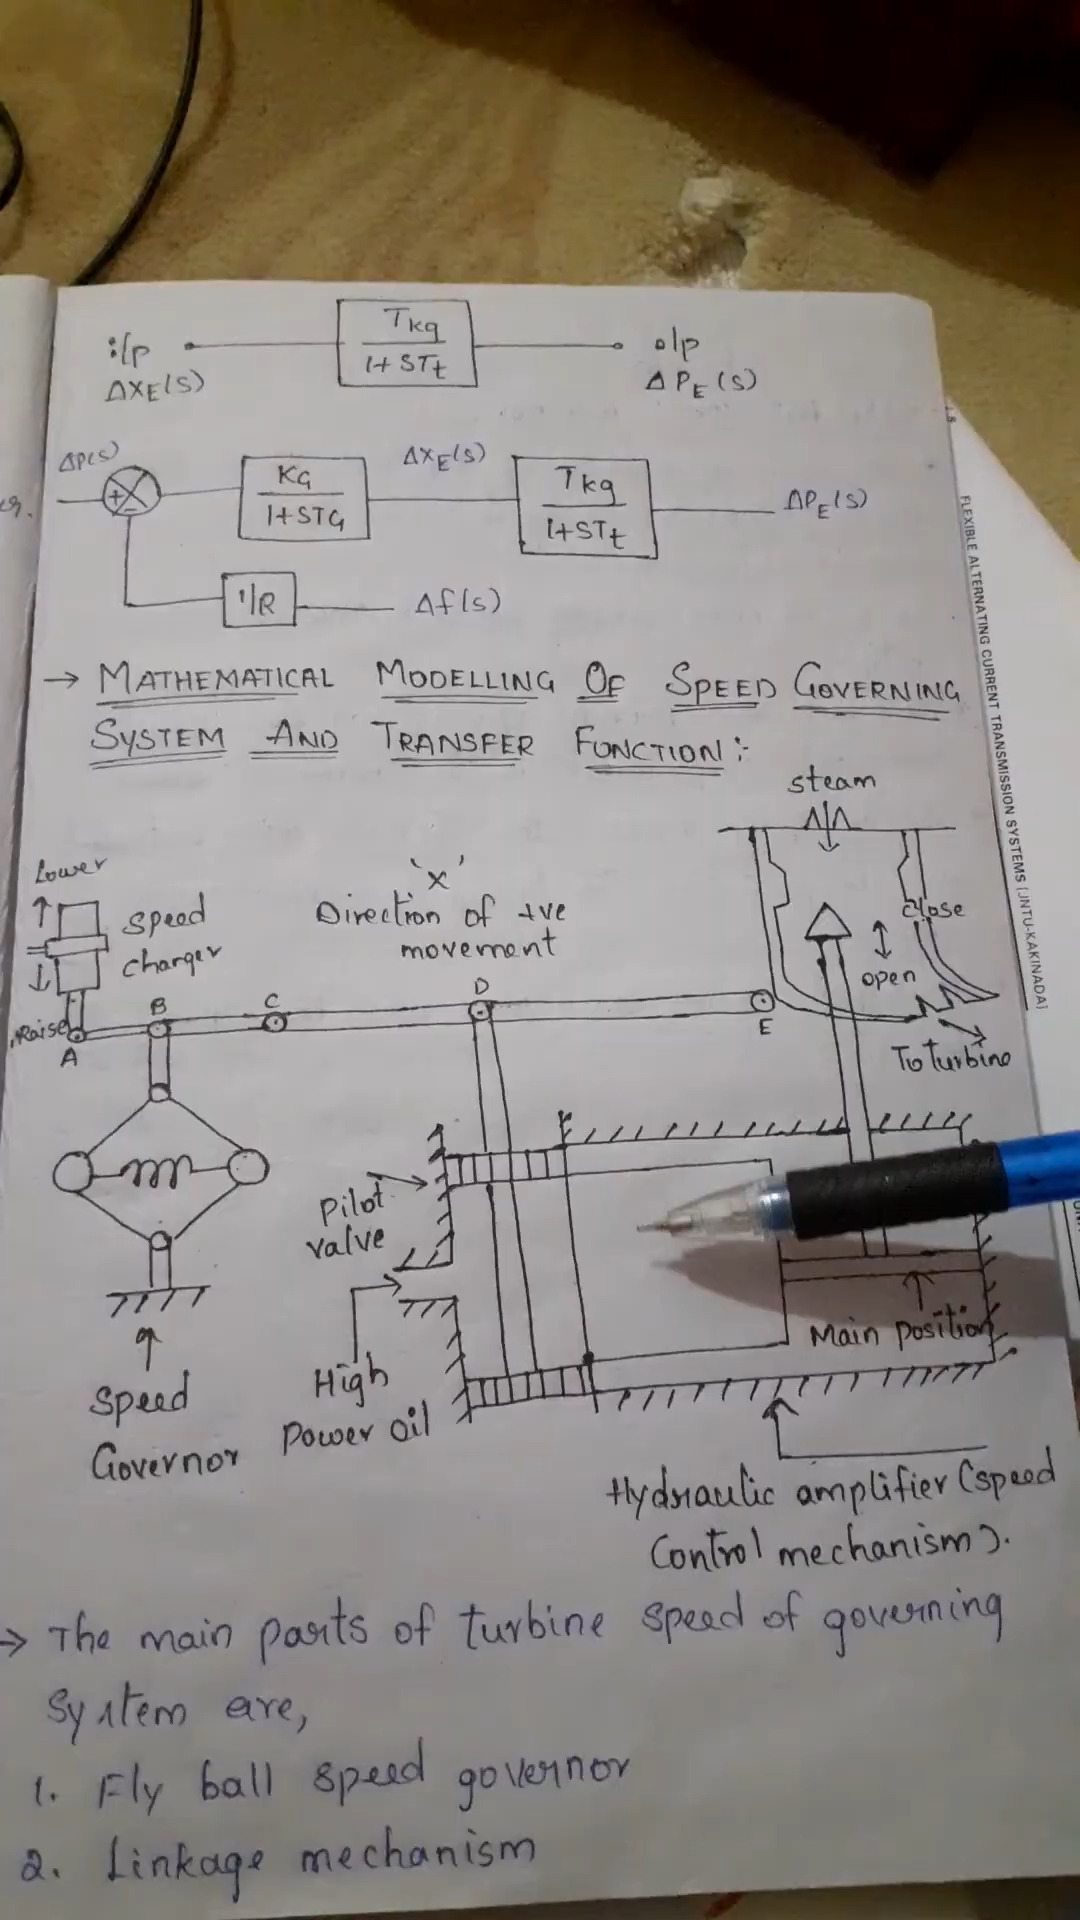 i/p
Tkg
1+STt
o/p
ΔXE(S)
ΔPE(S)
ΔP(S)
KG
1+STG
ΔXE(S)
Tkg
1+STt
ΔPE(S)
1/R
Δf(S)
→ MATHEMATICAL MODELLING OF SPEED GOVERNING
SYSTEM AND TRANSFER FUNCTION :-
steam
Lower
speed
charger
Raise
'x'
Direction of +ve
movement
close
open
To turbine
A
B
C
D
E
Pilot
valve
High
Power oil
Main position
Speed
Governor
Hydraulic amplifier (speed
Control mechanism).
→ The main parts of turbine speed of governing
system are,
1. Fly ball speed governor
2. Linkage mechanism
FLEXIBLE ALTERNATING CURRENT TRANSMISSION SYSTEMS [JNTU-KAKINADA]